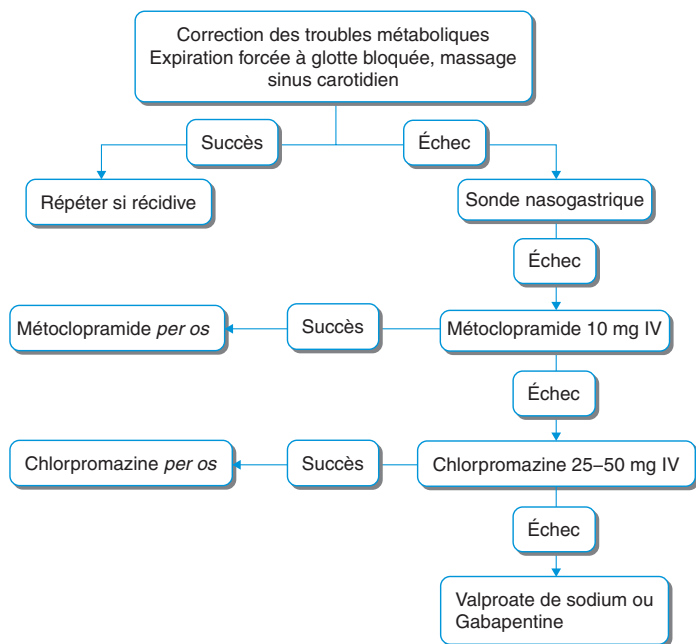 Correction des troubles métaboliques
Expiration forcée à glotte bloquée, massage
sinus carotidien
Succès
Échec
Répéter si récidive
Sonde nasogastrique
Échec
Métoclopramide per os
Succès
Métoclopramide 10 mg IV
Échec
Chlorpromazine per os
Succès
Chlorpromazine 25–50 mg IV
Échec
Valproate de sodium ou
Gabapentine